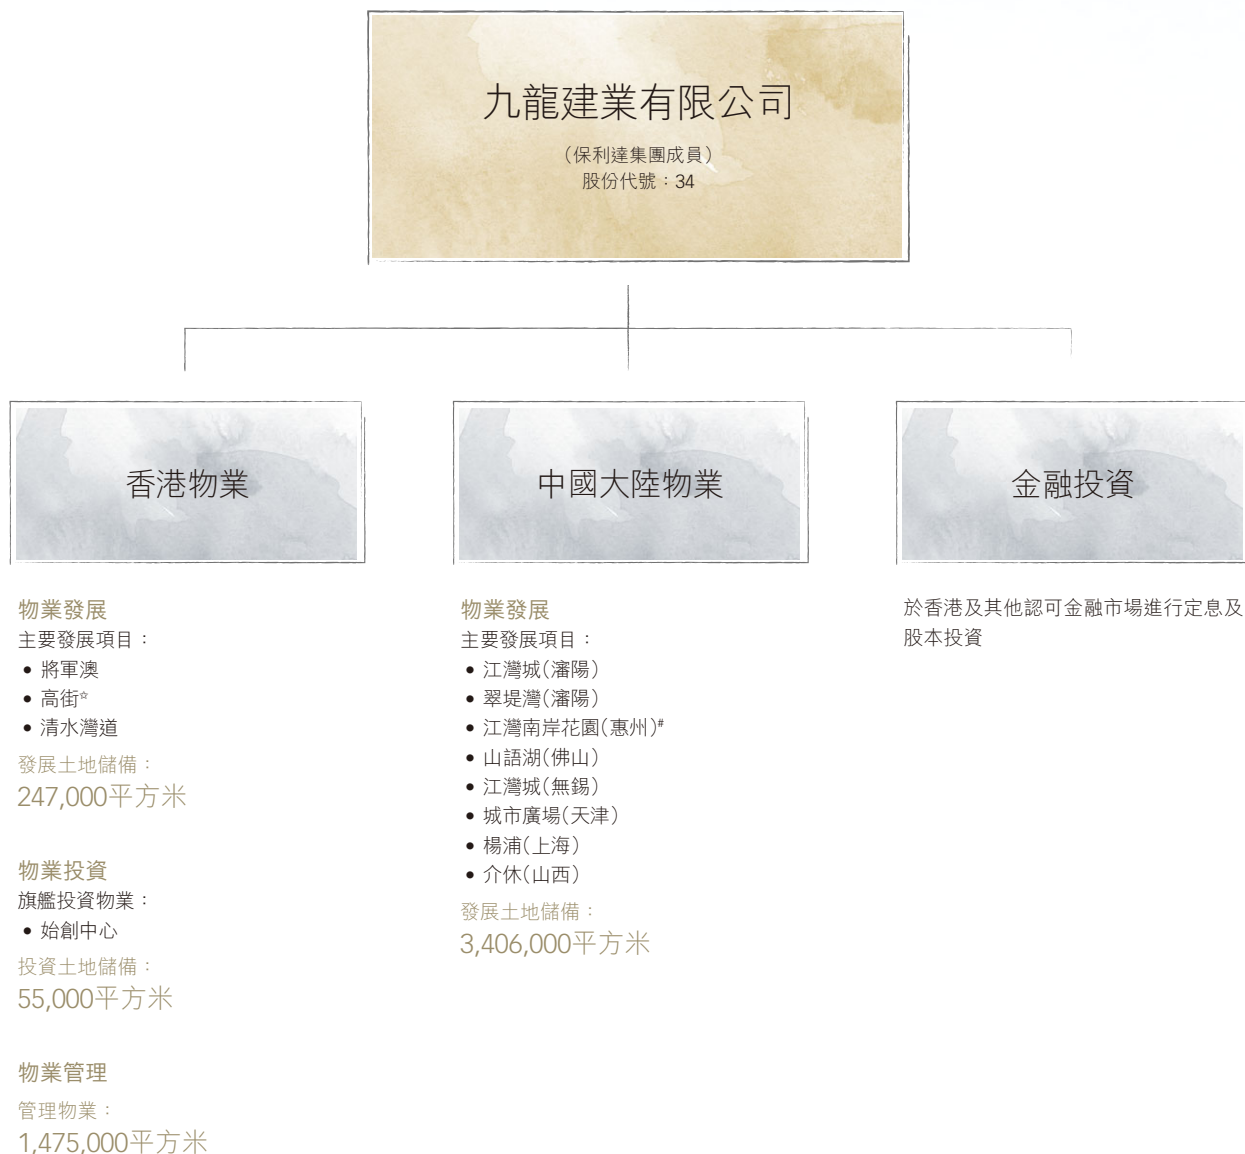 九龍建業有限公司
（保利達集團成員）
股份代號：34
香港物業
物業發展
主要發展項目：
• 將軍澳
• 高街☆
• 清水灣道
發展土地儲備：
247,000平方米
物業投資
旗艦投資物業：
• 始創中心
投資土地儲備：
55,000平方米
物業管理
管理物業：
1,475,000平方米
中國大陸物業
物業發展
主要發展項目：
• 江灣城（瀋陽）
• 翠堤灣（瀋陽）
• 江灣南岸花園（惠州）#
• 山語湖（佛山）
• 江灣城（無錫）
• 城市廣場（天津）
• 楊浦（上海）
• 介休（山西）
發展土地儲備：
3,406,000平方米
金融投資
於香港及其他認可金融市場進行定息及
股本投資